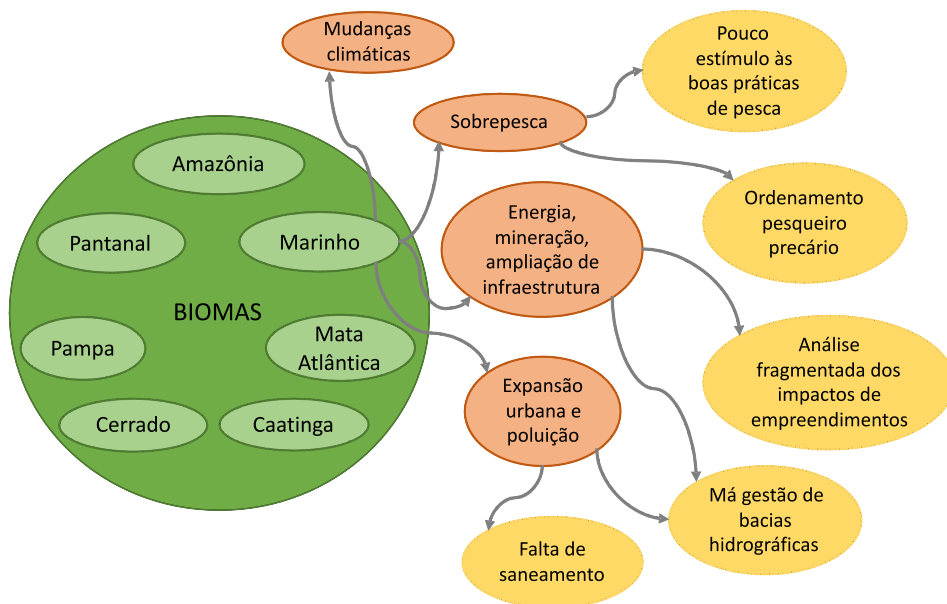 Mudanças
climáticas
Pouco
estímulo às
boas práticas
de pesca
Sobrepesca
Amazônia
Ordenamento
pesqueiro
precário
Energia,
mineração,
ampliação de
infraestrutura
Pantanal
Marinho
BIOMAS
Pampa
Mata
Atlântica
Análise
fragmentada dos
impactos de
empreendimentos
Expansão
urbana e
poluição
Cerrado
Caatinga
Má gestão de
bacias
hidrográficas
Falta de
saneamento